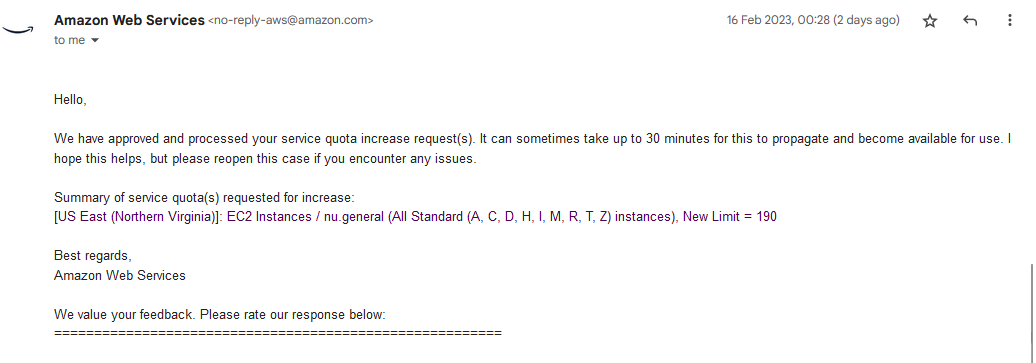 Amazon Web Services <no-reply-aws@amazon.com> 16 Feb 2023, 00:28 (2 days ago)
to me
Hello,
We have approved and processed your service quota increase request(s). It can sometimes take up to 30 minutes for this to propagate and become available for use. I
hope this helps, but please reopen this case if you encounter any issues.
Summary of service quota(s) requested for increase:
[US East (Northern Virginia)]: EC2 Instances / nu.general (All Standard (A, C, D, H, I, M, R, T, Z) instances), New Limit = 190
Best regards,
Amazon Web Services
We value your feedback. Please rate our response below:
========================================================